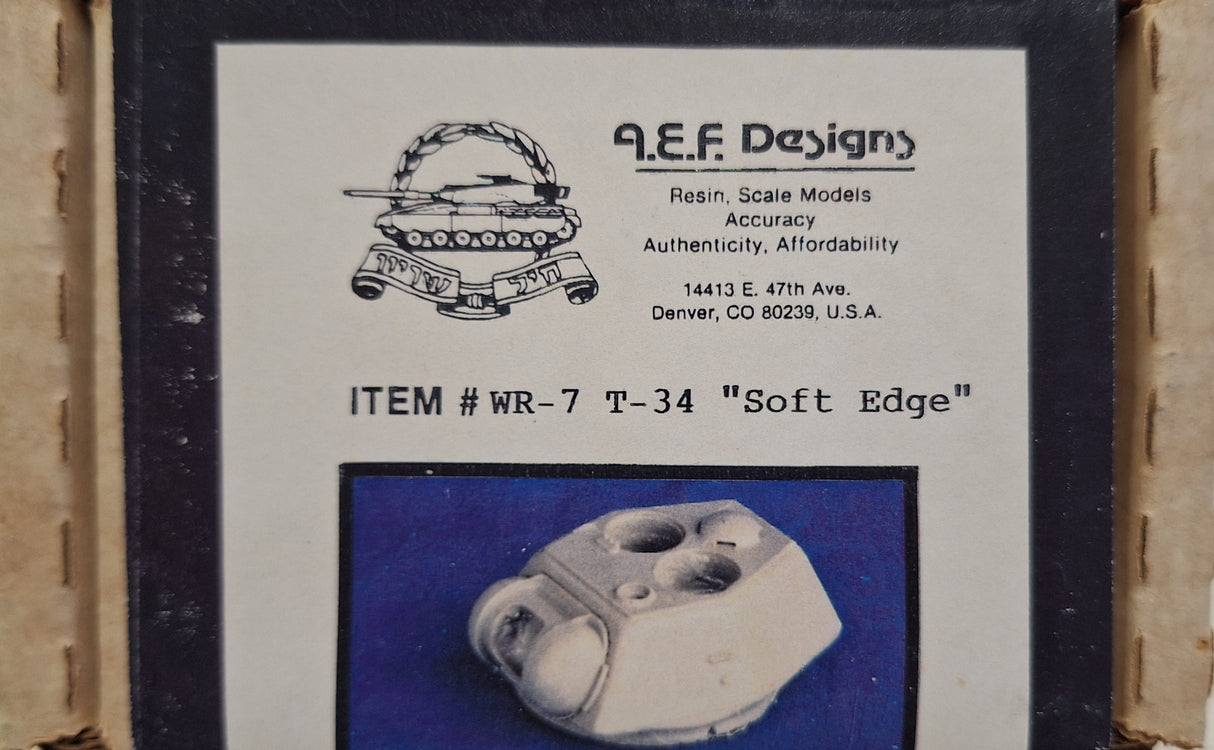 A.E.F. Designs
Resin, Scale Models
Accuracy
Authenticity, Affordability
14413 E. 47th Ave.
Denver, CO 80239, U.S.A.
חיל שריון
ITEM # WR-7 T-34 "Soft Edge"